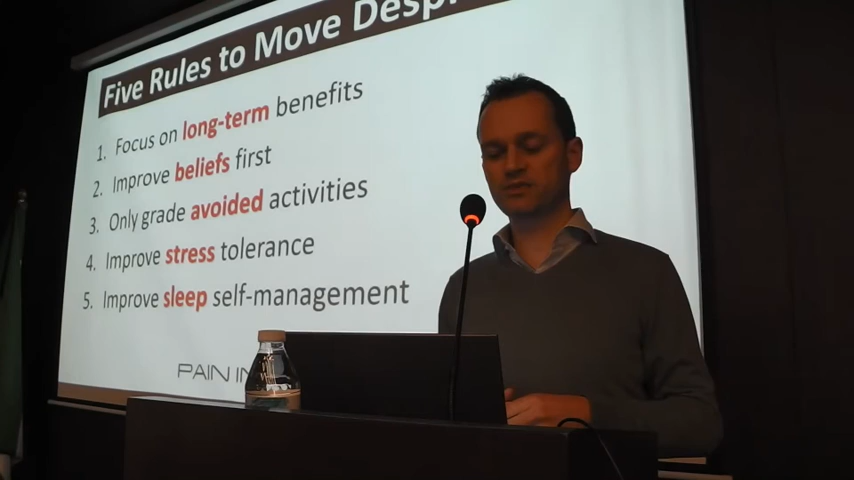 Five Rules to Move
1. Focus on long-term benefits
2. Improve beliefs first
3. Only grade avoided activities
4. Improve stress tolerance
5. Improve sleep self-management
PAIN